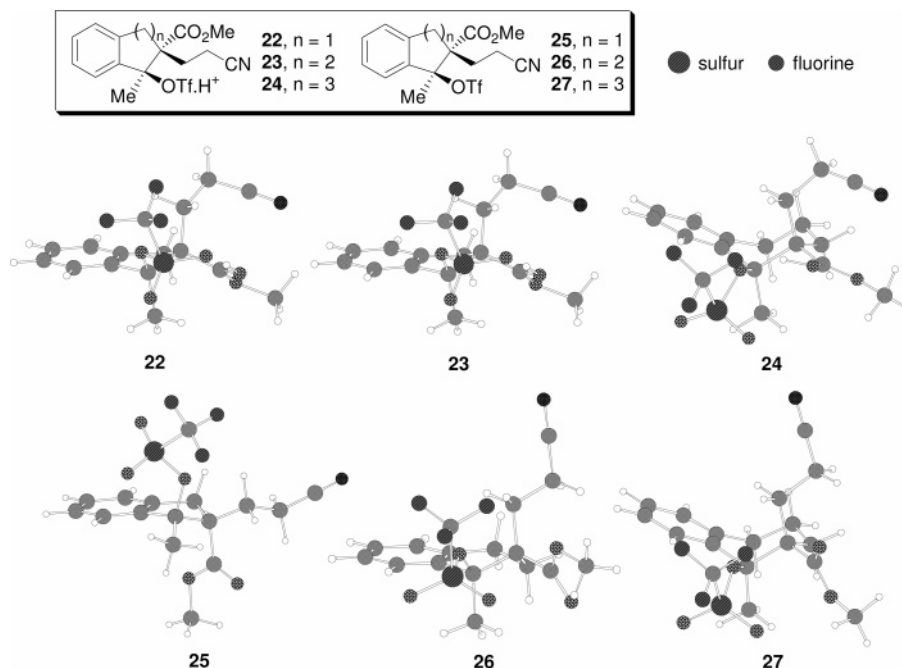 ( )n CO2Me
CN
OTf.H+
Me
22, n = 1
23, n = 2
24, n = 3
( )n CO2Me
CN
OTf
Me
25, n = 1
26, n = 2
27, n = 3
sulfur
fluorine
22
23
24
25
26
27